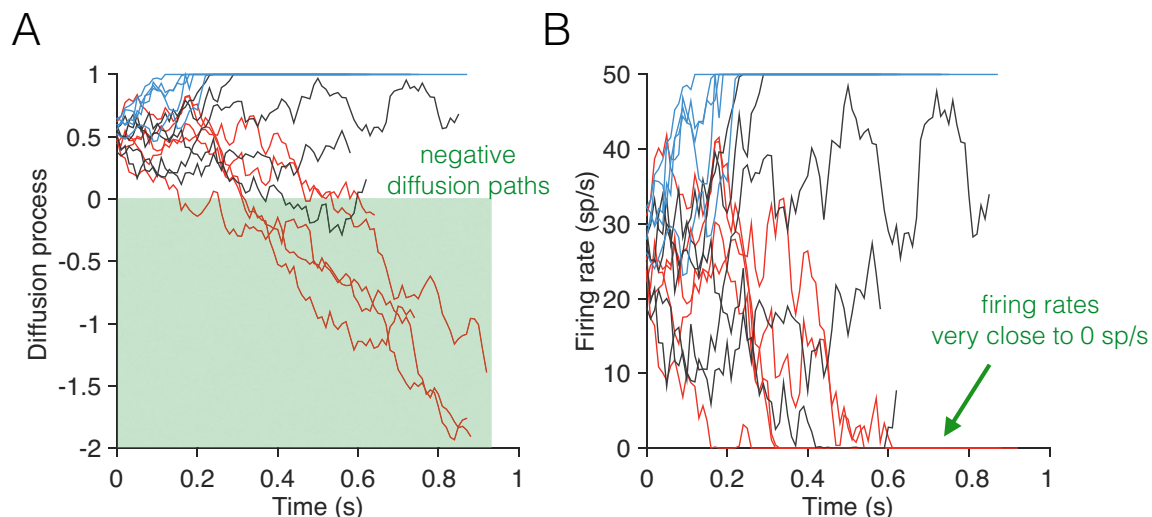 A
Diffusion process
1
0.5
0
-0.5
-1
-1.5
-2
negative
diffusion paths
0
0.2
0.4
0.6
0.8
1
Time (s)
B
Firing rate (sp/s)
50
40
30
20
10
0
firing rates
very close to 0 sp/s
0
0.2
0.4
0.6
0.8
1
Time (s)